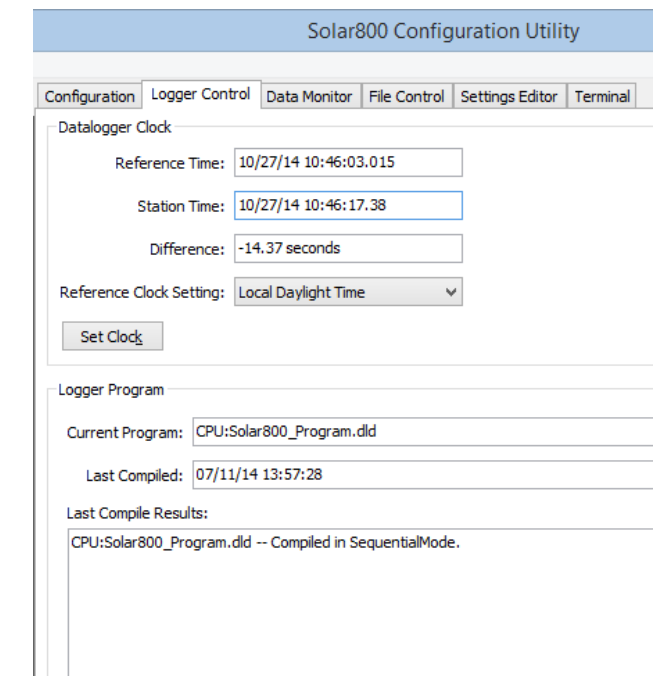 Solar800 Configuration Utility
Configuration Logger Control Data Monitor File Control Settings Editor Terminal
Datalogger Clock
Reference Time: 10/27/14 10:46:03.015
Station Time: 10/27/14 10:46:17.38
Difference: -14.37 seconds
Reference Clock Setting: Local Daylight Time
Set Clock
Logger Program
Current Program: CPU:Solar800_Program.dld
Last Compiled: 07/11/14 13:57:28
Last Compile Results:
CPU:Solar800_Program.dld -- Compiled in SequentialMode.